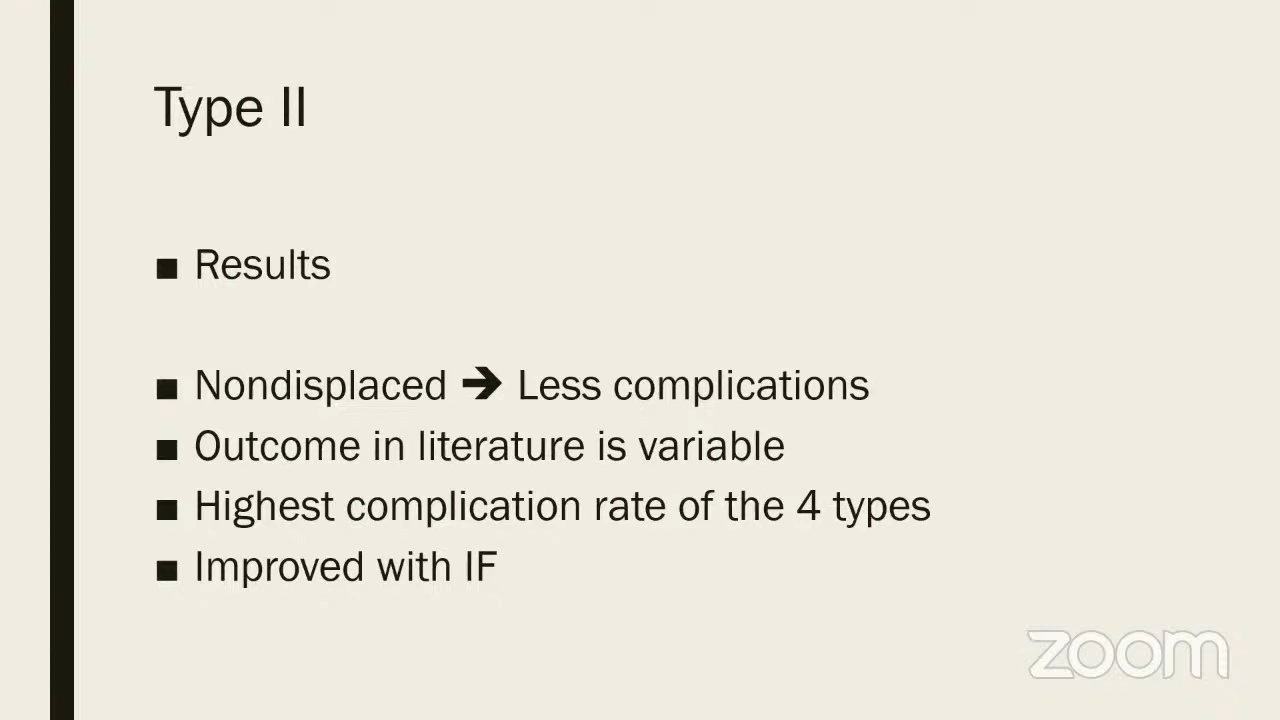 Type II
■ Results
■ Nondisplaced ➔ Less complications
■ Outcome in literature is variable
■ Highest complication rate of the 4 types
■ Improved with IF
zoom